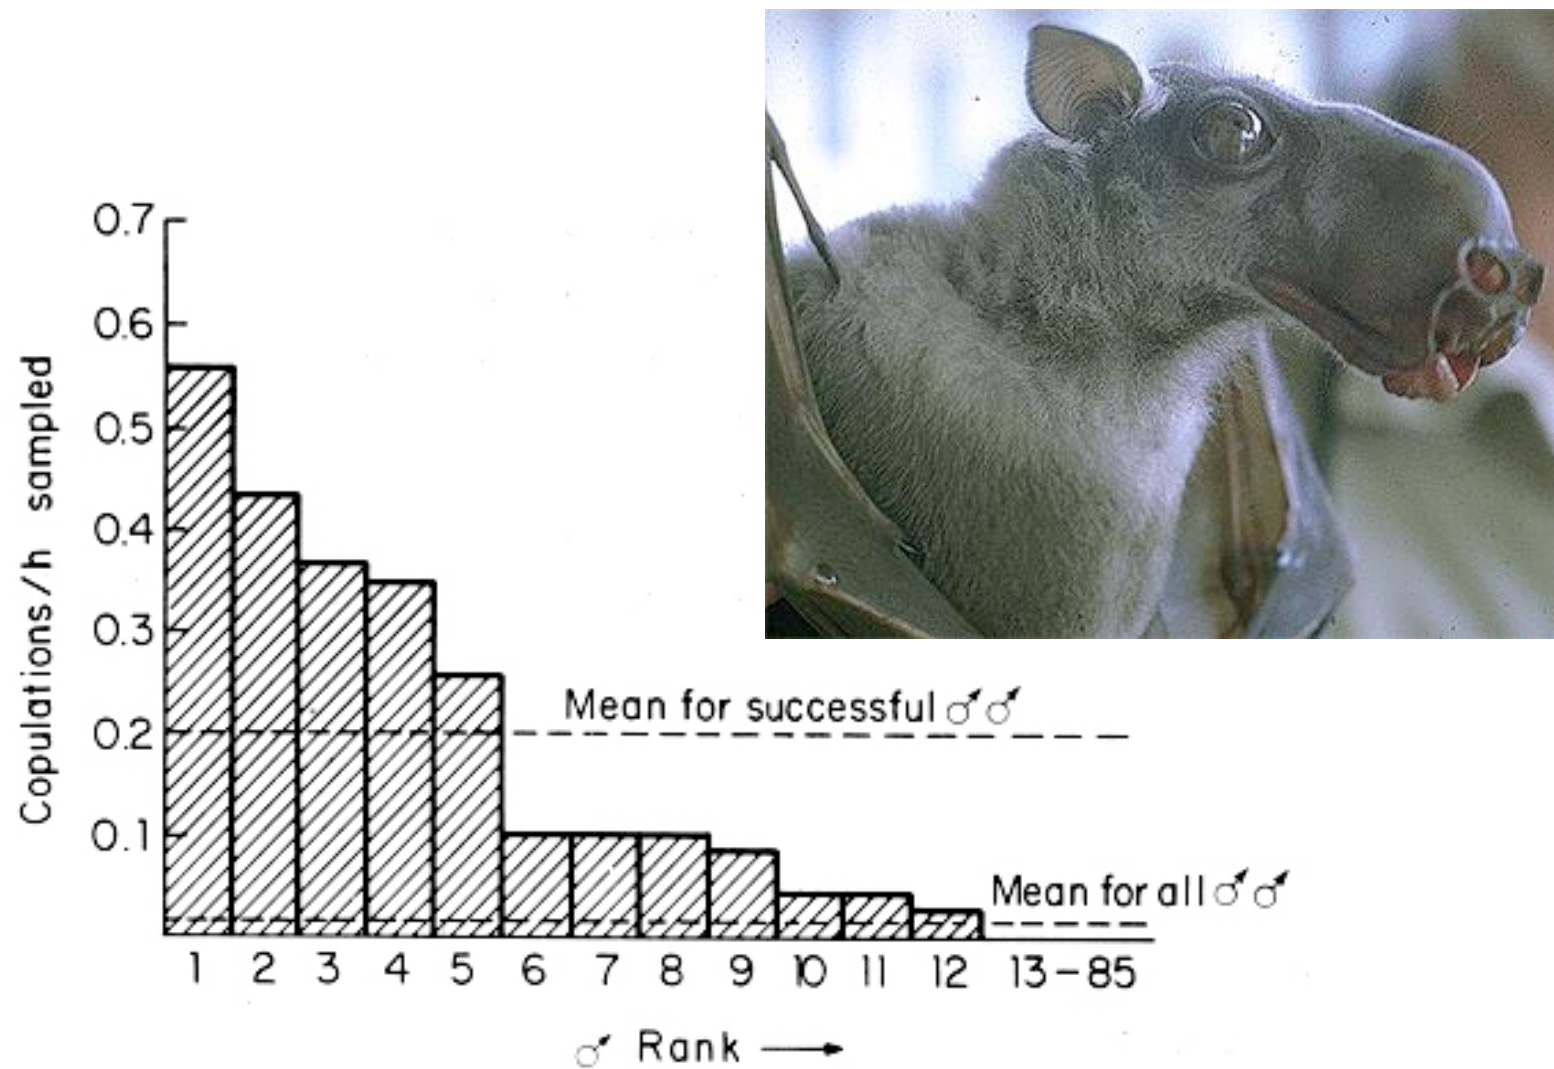 0.7
0.6
0.5
0.4
0.3
0.2
0.1
Copulations/h sampled
Mean for successful ♂♂
Mean for all ♂♂
1 2 3 4 5 6 7 8 9 10 11 12 13-85
♂ Rank →